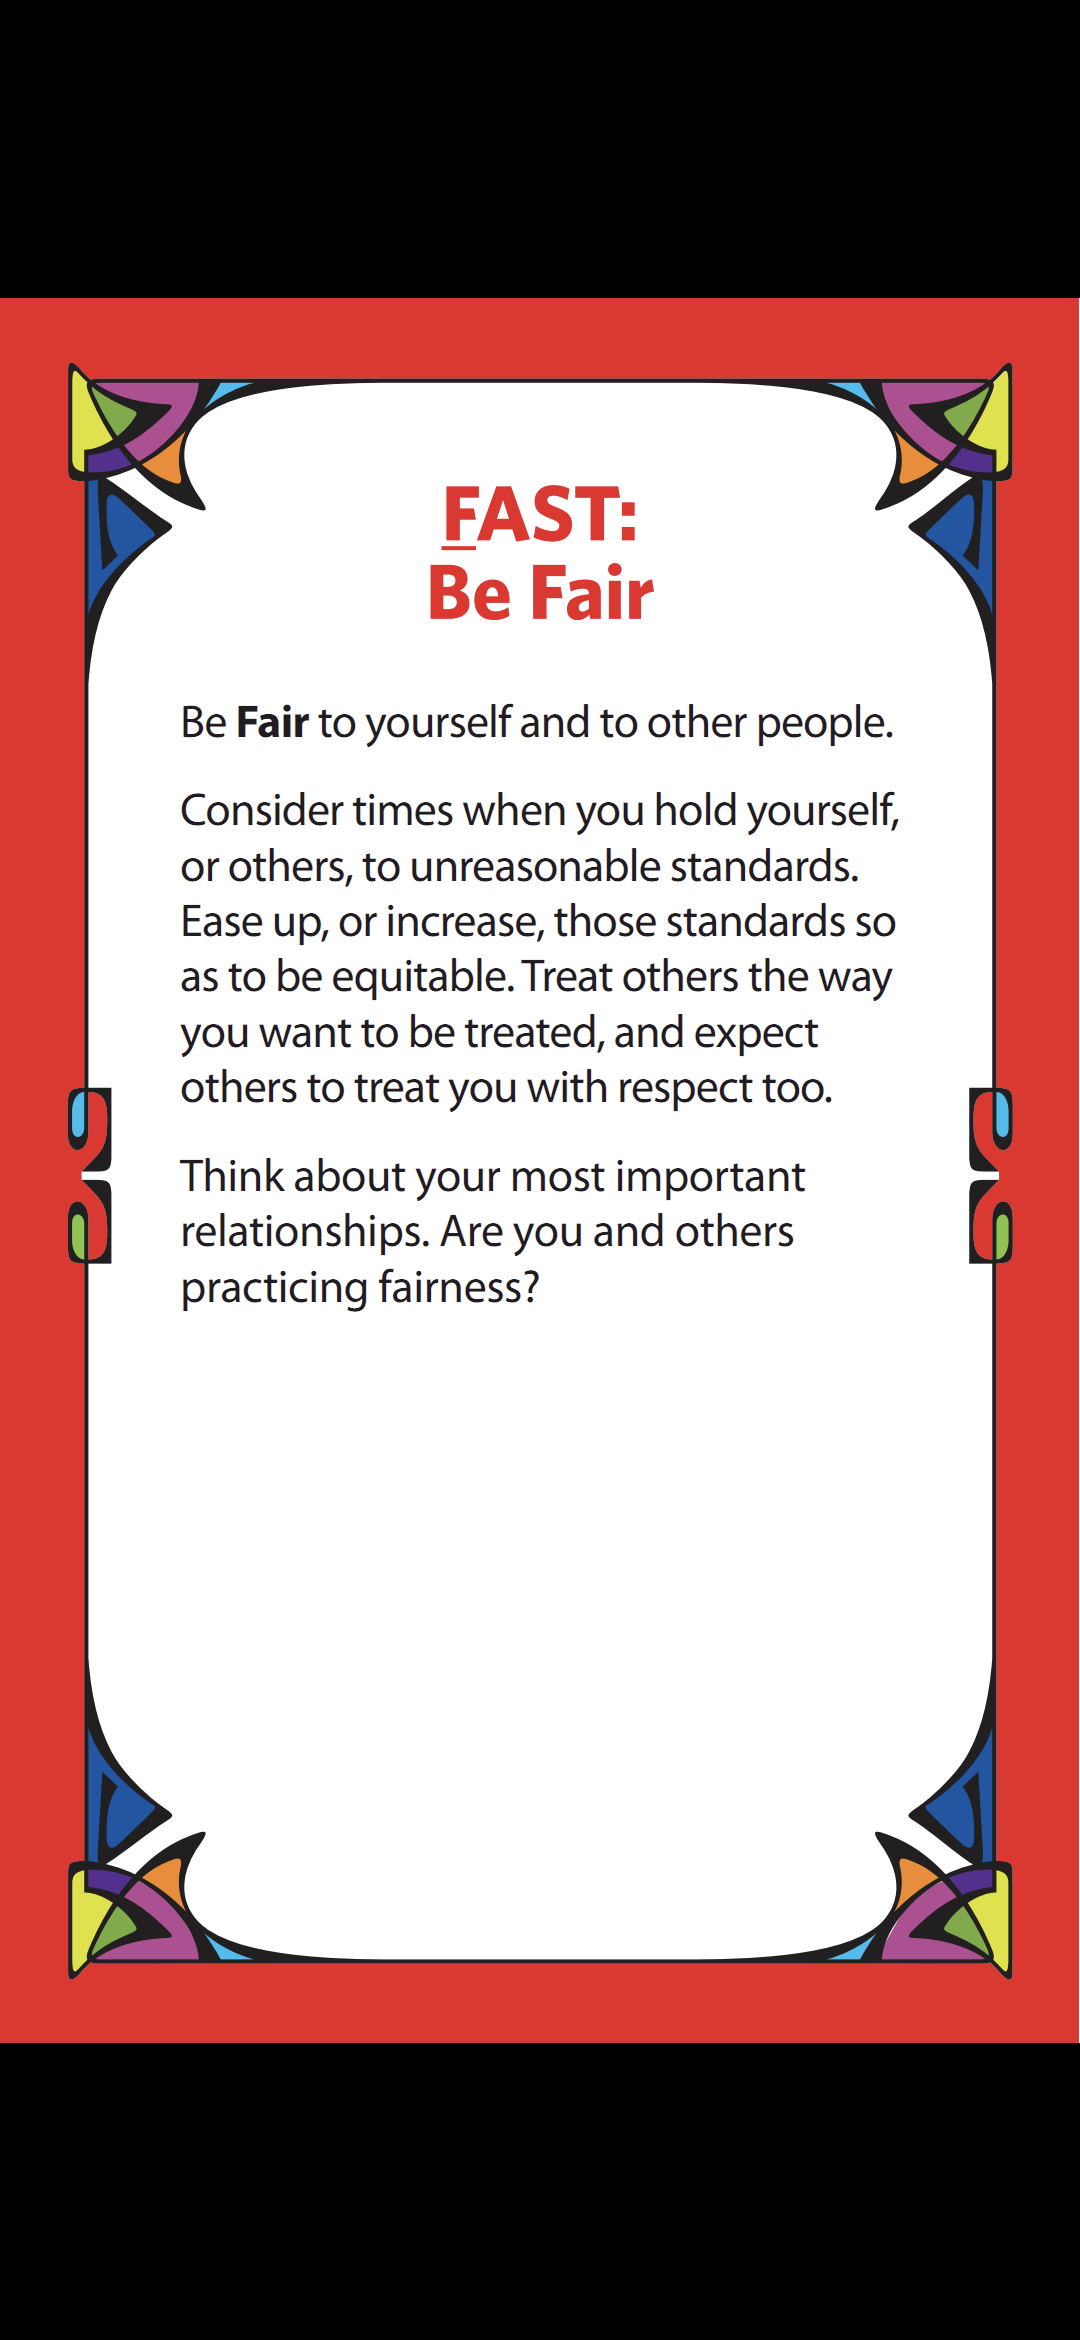 FAST:
Be Fair
Be Fair to yourself and to other people.
Consider times when you hold yourself,
or others, to unreasonable standards.
Ease up, or increase, those standards so
as to be equitable. Treat others the way
you want to be treated, and expect
others to treat you with respect too.
Think about your most important
relationships. Are you and others
practicing fairness?